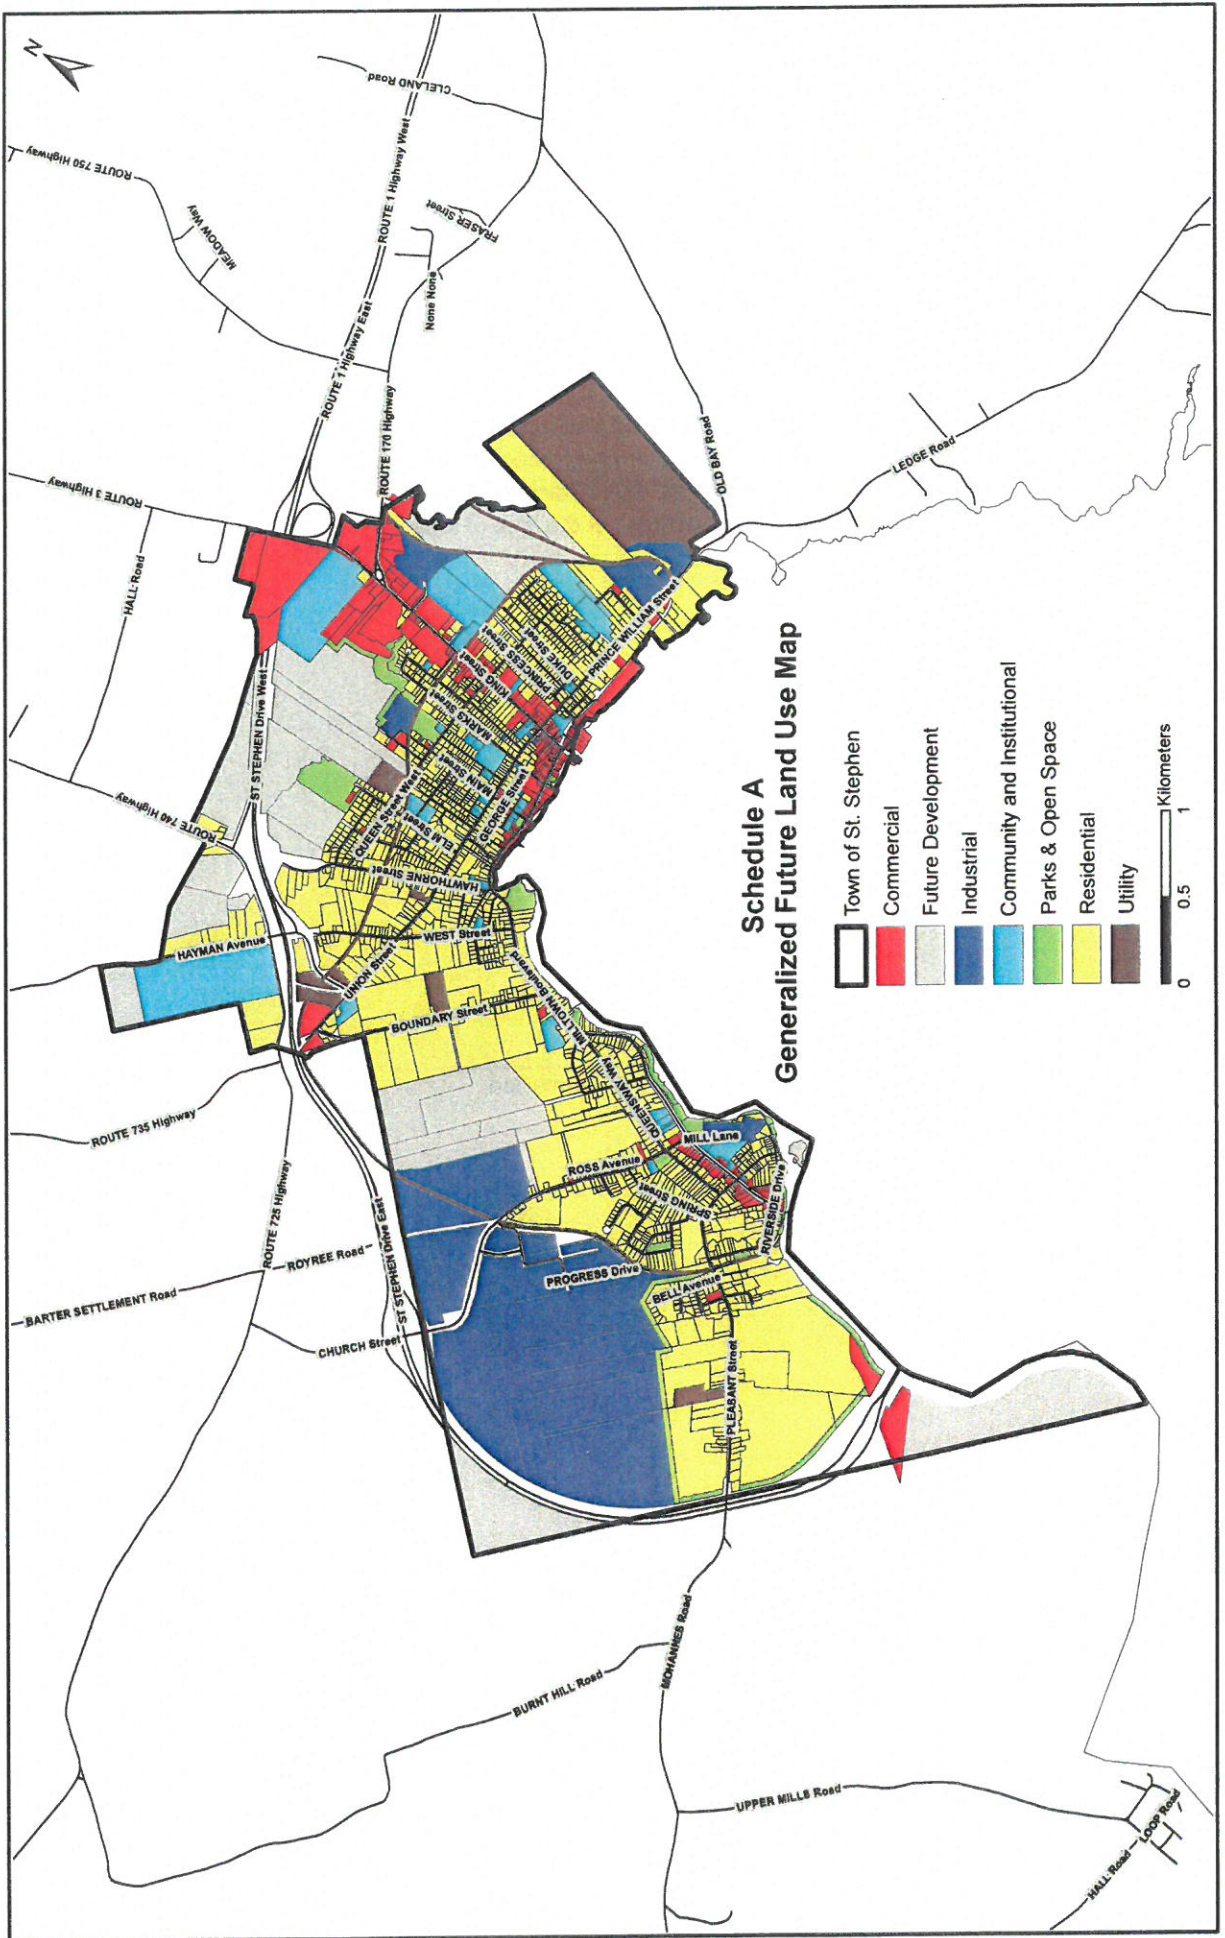 Schedule A
Generalized Future Land Use Map
Town of St. Stephen
Commercial
Future Development
Industrial
Community and Institutional
Parks & Open Space
Residential
Utility
0
0.5
1
Kilometers
N
CLELAND Road
ROUTE 750 Highway
MEADOW Way
ROUTE 1 Highway West
FRASER Street
None None
ROUTE 1 Highway East
ROUTE 170 Highway
ROUTE 3 Highway
HALL Road
OLD BAY Road
LEDGE Road
ST STEPHEN Drive West
ROUTE 740 Highway
PRINCE WILLIAM Street
DUKE Street
PRINCESS Street
KING Street
MARKS Street
MAIN Street
QUEEN Street West
ELM Street
GEORGE Street
HAWTHORNE Street
HAYMAN Avenue
WEST Street
UNION Street
BOUNDARY Street
MILLTOWN Boulevard
QUEENSWAY Way
MILL Lane
ROSS Avenue
SPRING Street
RIVERSIDE Drive
ROUTE 735 Highway
ROUTE 725 Highway
ST STEPHEN Drive East
ROYREE Road
BARTER SETTLEMENT Road
CHURCH Street
PROGRESS Drive
BELL Avenue
PLEASANT Street
MOHANNES Road
BURNT HILL Road
UPPER MILLS Road
HALL Road
LOOP Road